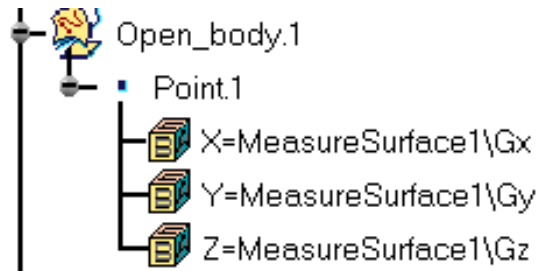 Open_body.1
Point.1
X=MeasureSurface1\Gx
Y=MeasureSurface1\Gy
Z=MeasureSurface1\Gz